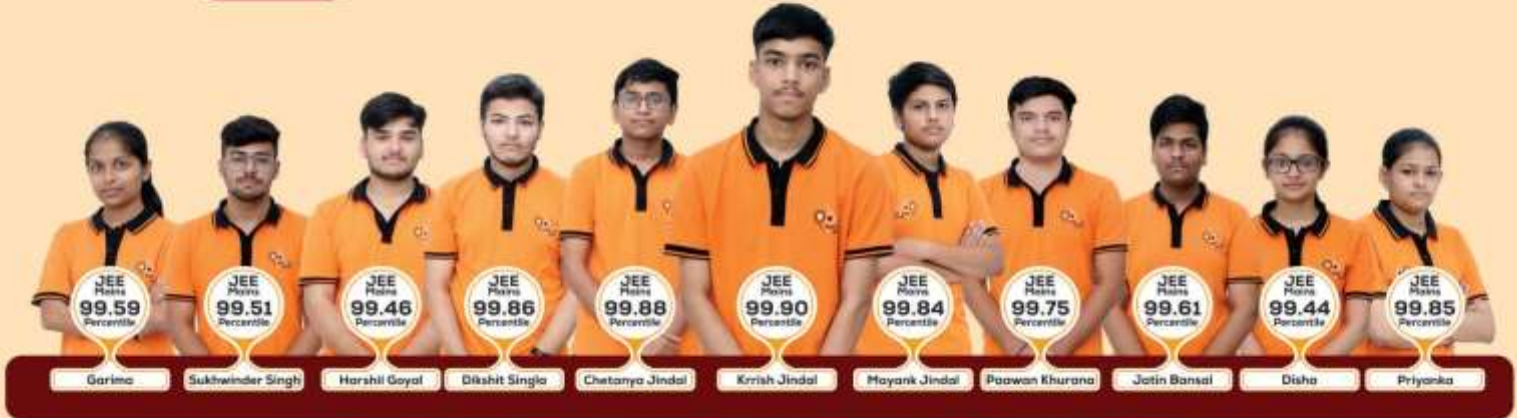 JEE
Mains
99.59
Percentile
Garima
JEE
Mains
99.51
Percentile
Sukhwinder Singh
JEE
Mains
99.46
Percentile
Harshil Goyal
JEE
Mains
99.86
Percentile
Dikshit Singla
JEE
Mains
99.88
Percentile
Chetanya Jindal
JEE
Mains
99.90
Percentile
Krrish Jindal
JEE
Mains
99.84
Percentile
Mayank Jindal
JEE
Mains
99.75
Percentile
Paawan Khurana
JEE
Mains
99.61
Percentile
Jatin Bansal
JEE
Mains
99.44
Percentile
Disha
JEE
Mains
99.85
Percentile
Priyanka